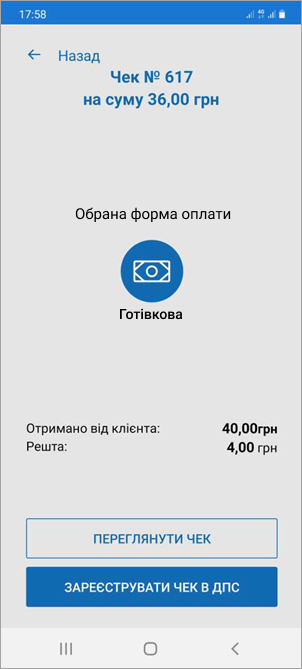 17:58
4G
← Назад
Чек № 617
на суму 36,00 грн
Обрана форма оплати
Готівкова
Отримано від клієнта: 40,00грн
Решта: 4,00 грн
ПЕРЕГЛЯНУТИ ЧЕК
ЗАРЕЄСТРУВАТИ ЧЕК В ДПС